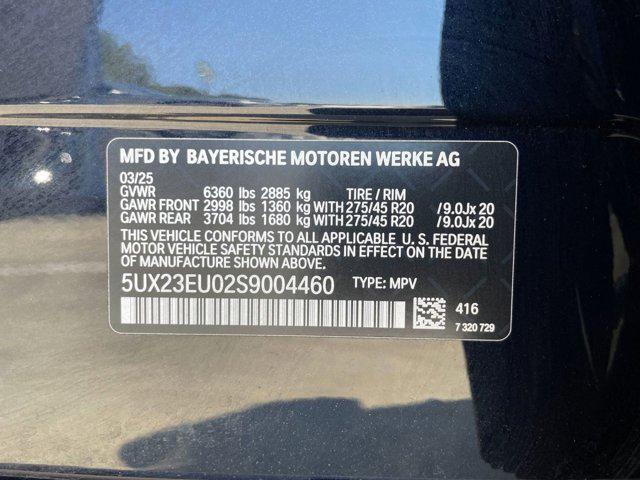 MFD BY BAYERISCHE MOTOREN WERKE AG
03/25
GVWR 6360 lbs 2885 kg TIRE / RIM
GAWR FRONT 2998 lbs 1360 kg WITH 275/45 R20 /9.0Jx 20
GAWR REAR 3704 lbs 1680 kg WITH 275/45 R20 /9.0Jx 20
THIS VEHICLE CONFORMS TO ALL APPLICABLE U. S. FEDERAL
MOTOR VEHICLE SAFETY STANDARDS IN EFFECT ON THE DATE
OF MANUFACTURE SHOWN ABOVE.
5UX23EU02S9004460 TYPE: MPV
416
7 320 729